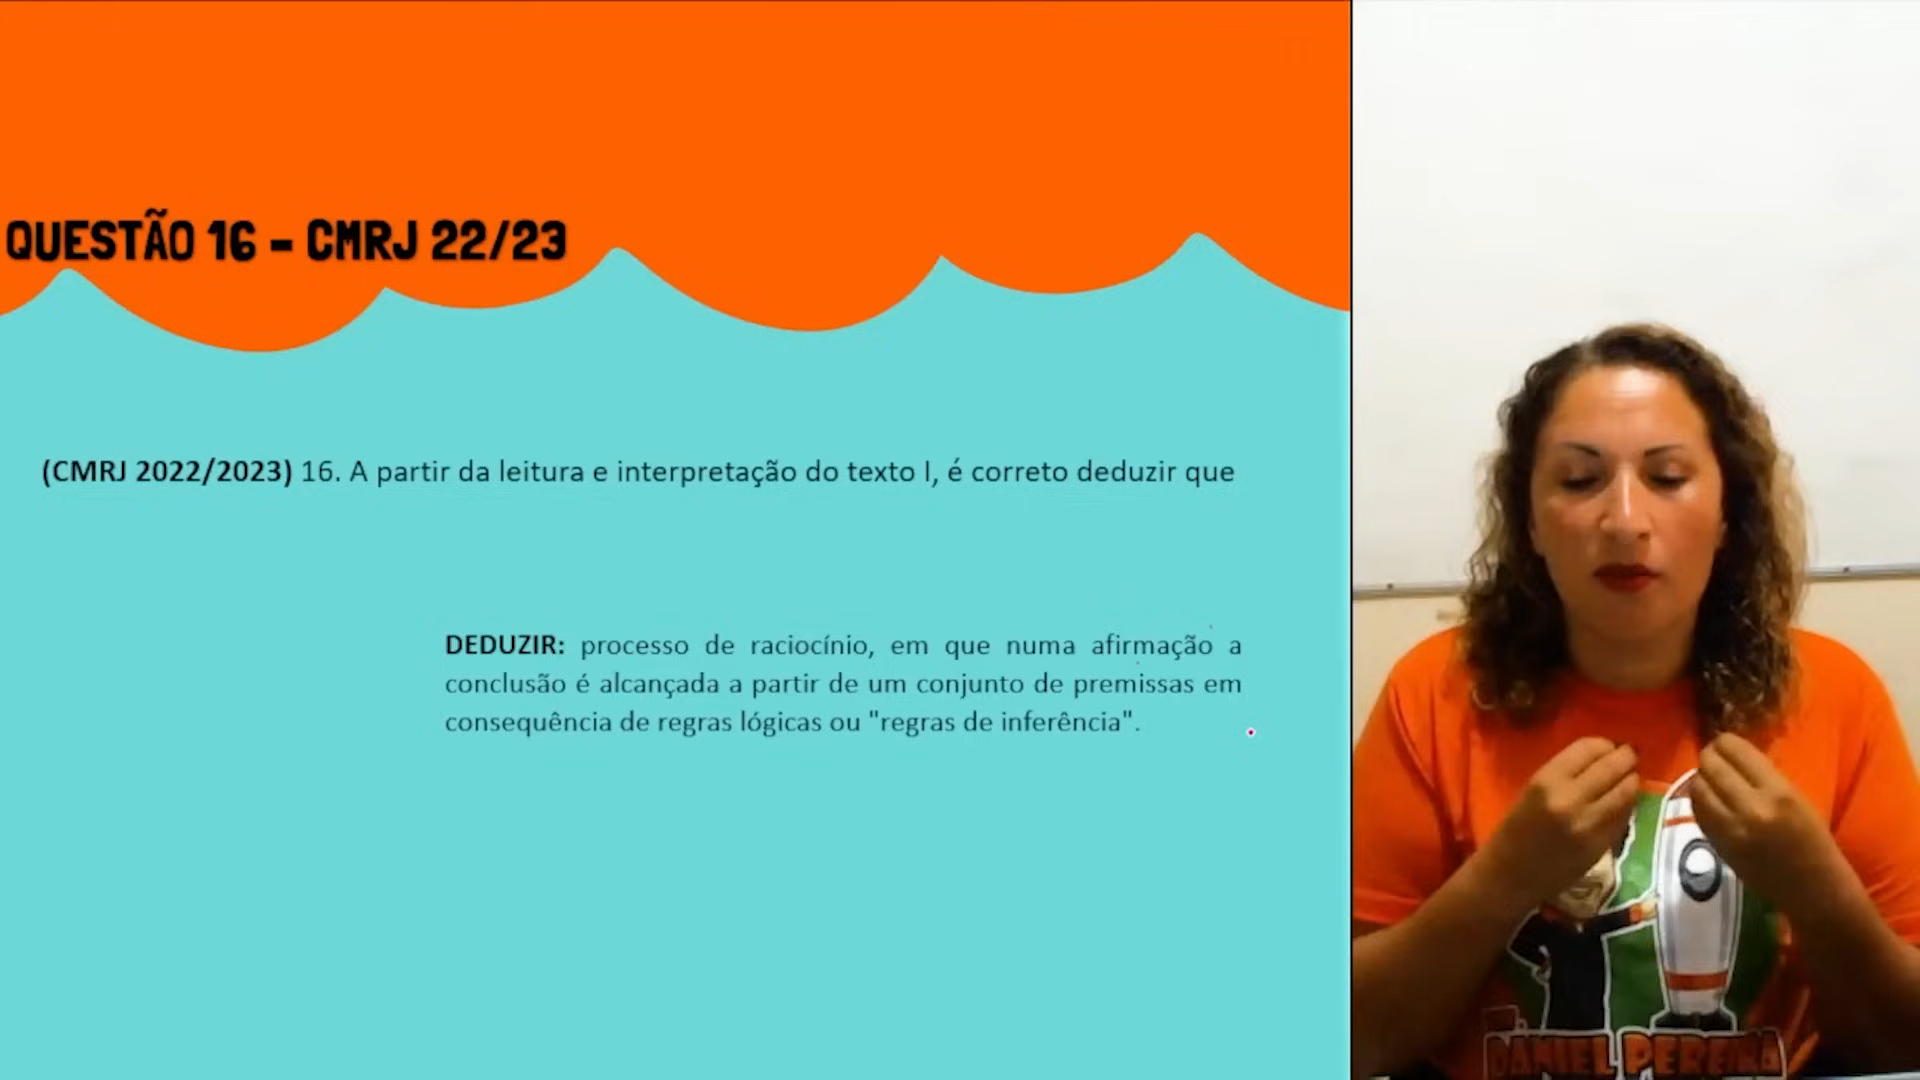 QUESTÃO 16 - CMRJ 22/23
(CMRJ 2022/2023) 16. A partir da leitura e interpretação do texto I, é correto deduzir que
DEDUZIR: processo de raciocínio, em que numa afirmação a
conclusão é alcançada a partir de um conjunto de premissas em
consequência de regras lógicas ou "regras de inferência".
DANIEL PEREIRA